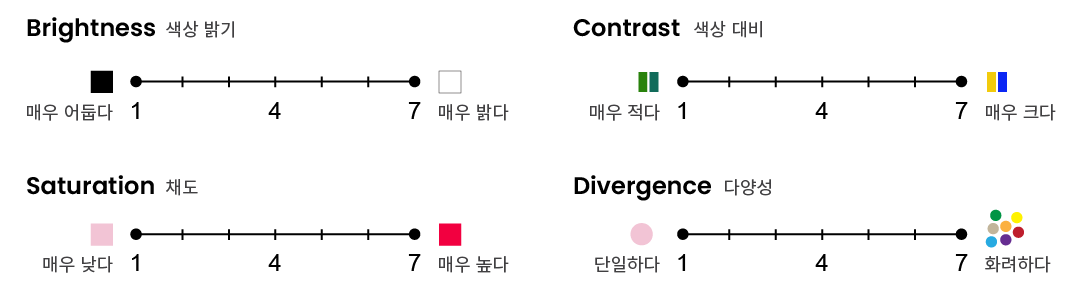 Brightness 색상 밝기
매우 어둡다 1 4 7 매우 밝다
Contrast 색상 대비
매우 적다 1 4 7 매우 크다
Saturation 채도
매우 낮다 1 4 7 매우 높다
Divergence 다양성
단일하다 1 4 7 화려하다